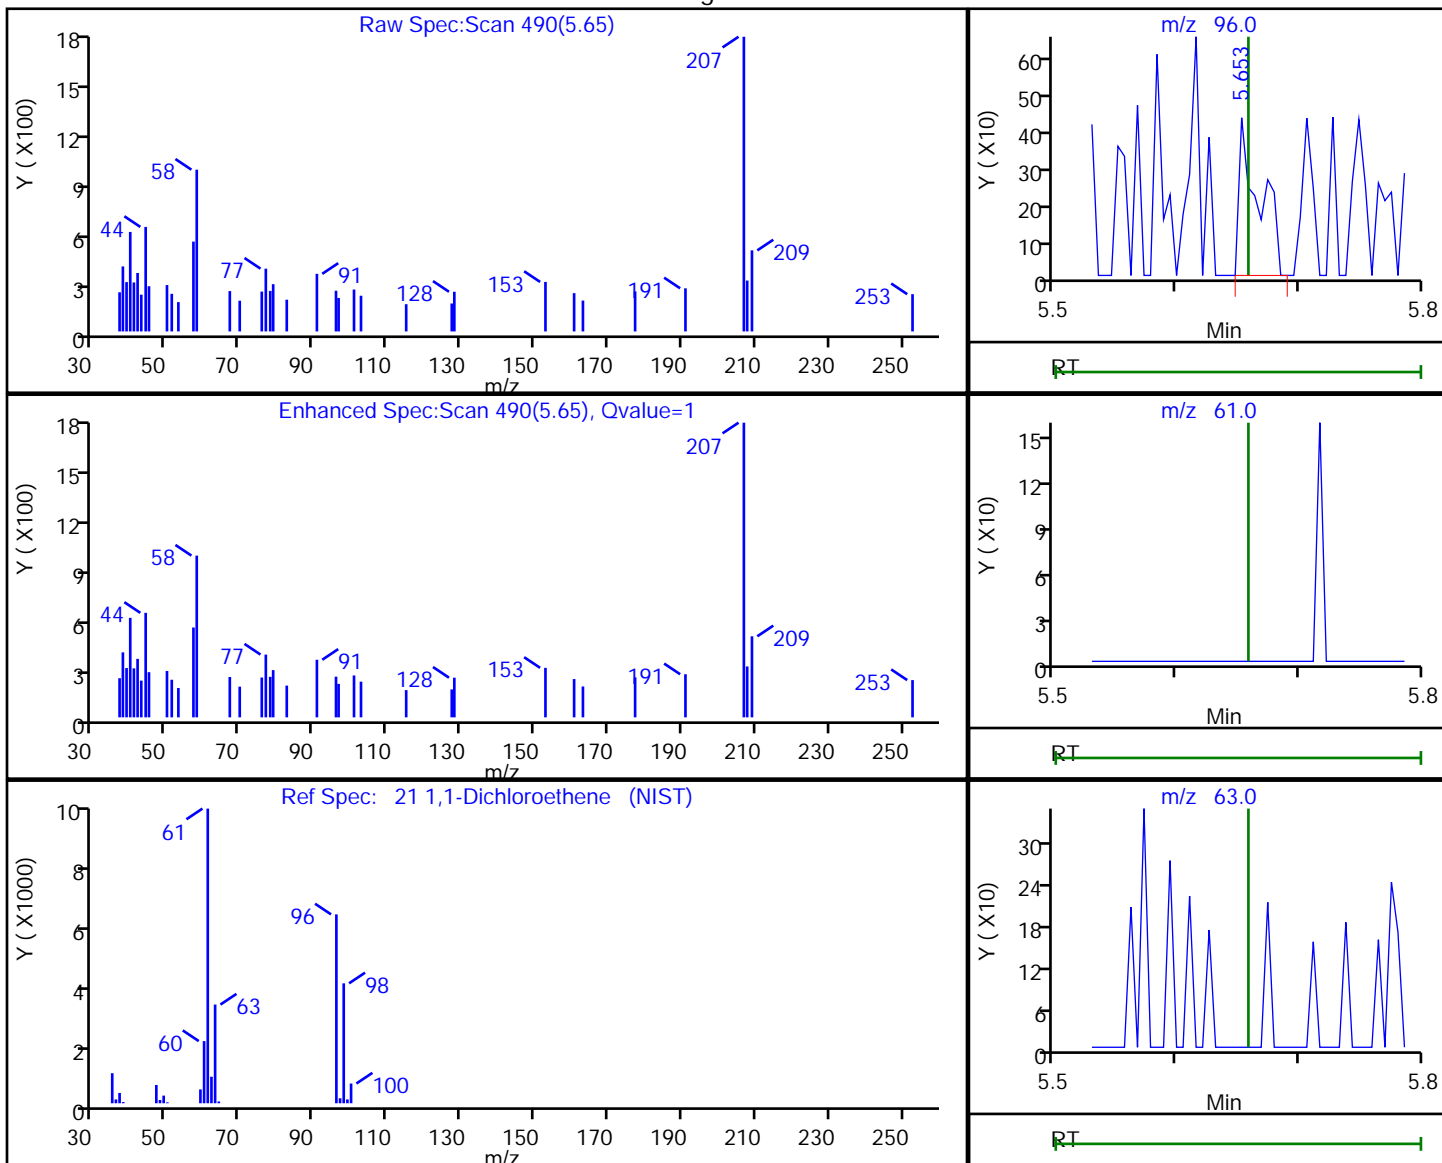 Raw Spec:Scan 490(5.65)
Y ( X100)
18
15
12
9
6
3
0
207
58
44
209
77
91
128
153
191
253
30 50 70 90 110 130 150 170 190 210 230 250
m/z
m/z 96.0
Y ( X10)
60
50
40
30
20
10
0
5.653
5.5 5.8
Min
RT
Enhanced Spec:Scan 490(5.65), Qvalue=1
Y ( X100)
18
15
12
9
6
3
0
207
58
44
209
77
91
128
153
191
253
30 50 70 90 110 130 150 170 190 210 230 250
m/z
m/z 61.0
Y ( X10)
15
12
9
6
3
0
5.5 5.8
Min
RT
Ref Spec: 21 1,1-Dichloroethene (NIST)
Y ( X1000)
10
8
6
4
2
0
61
96
98
63
60
100
30 50 70 90 110 130 150 170 190 210 230 250
m/z
m/z 63.0
Y ( X10)
30
24
18
12
6
0
5.5 5.8
Min
RT